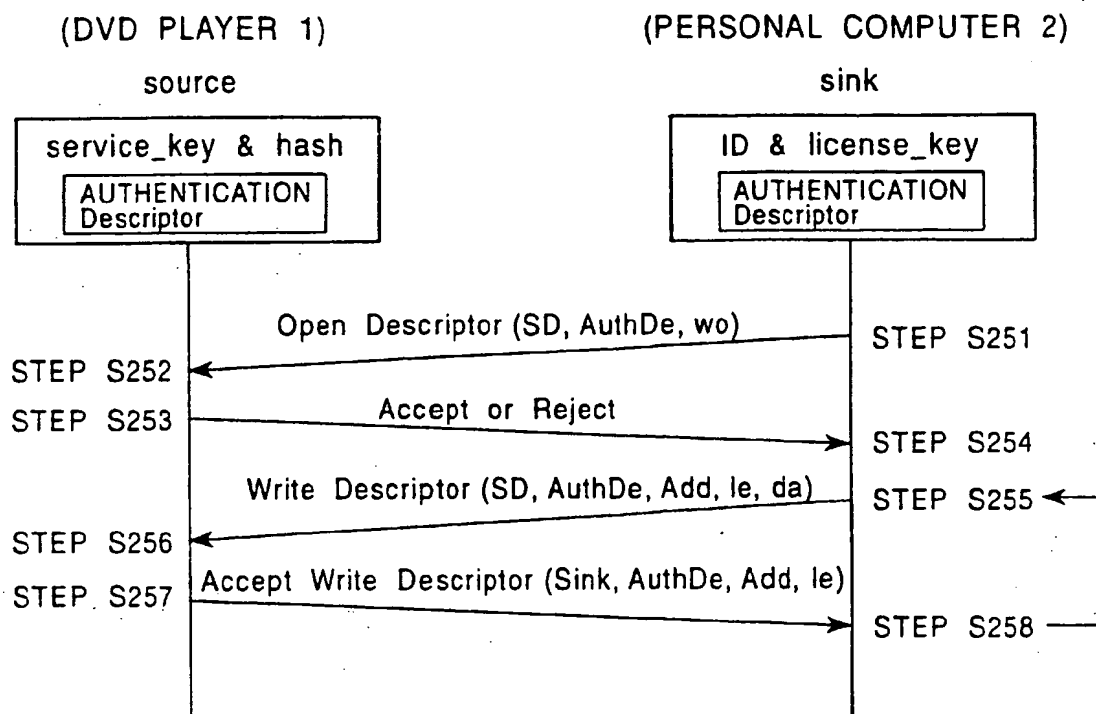 (DVD PLAYER 1)
(PERSONAL COMPUTER 2)
source
sink
service_key & hash
AUTHENTICATION
Descriptor
ID & license_key
AUTHENTICATION
Descriptor
Open Descriptor (SD, AuthDe, wo)
STEP S251
STEP S252
STEP S253
Accept or Reject
STEP S254
Write Descriptor (SD, AuthDe, Add, le, da)
STEP S255
STEP S256
STEP S257
Accept Write Descriptor (Sink, AuthDe, Add, le)
STEP S258